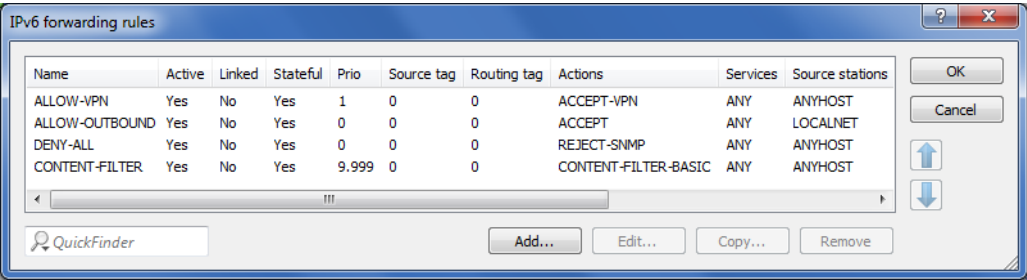 IPv6 forwarding rules
Name Active Linked Stateful Prio Source tag Routing tag Actions Services Source stations
ALLOW-VPN Yes No Yes 1 0 0 ACCEPT-VPN ANY ANYHOST
ALLOW-OUTBOUND Yes No Yes 0 0 0 ACCEPT ANY LOCALNET
DENY-ALL Yes No Yes 0 0 0 REJECT-SNMP ANY ANYHOST
CONTENT-FILTER Yes No Yes 9.999 0 0 CONTENT-FILTER-BASIC ANY ANYHOST
OK
Cancel
QuickFinder
Add... Edit... Copy... Remove